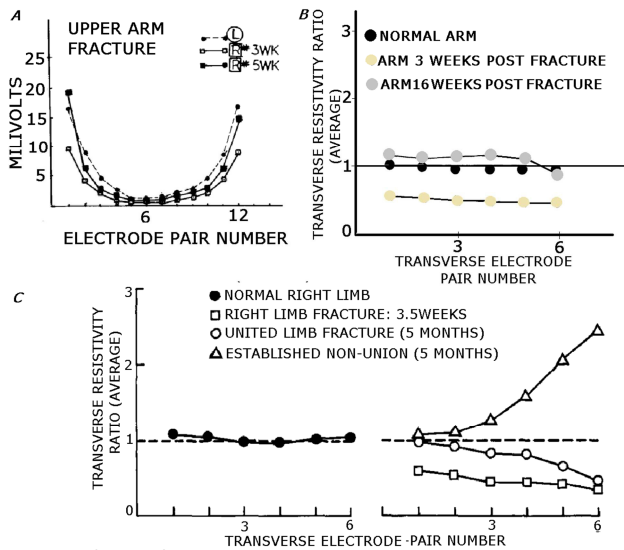 A
UPPER ARM
FRACTURE
L
R* 3WK
R* 5WK
25
20
15
10
5
MILIVOLTS
6
12
ELECTRODE PAIR NUMBER
B
NORMAL ARM
ARM 3 WEEKS POST FRACTURE
ARM16WEEKS POST FRACTURE
TRANSVERSE RESISTIVITY RATIO
(AVERAGE)
3
2
1
0
3
6
TRANSVERSE ELECTRODE
PAIR NUMBER
C
NORMAL RIGHT LIMB
RIGHT LIMB FRACTURE: 3.5WEEKS
UNITED LIMB FRACTURE (5 MONTHS)
ESTABLISHED NON-UNION (5 MONTHS)
TRANSVERSE RESISTIVITY
RATIO (AVERAGE)
3
2
1
0
3
6
3
6
TRANSVERSE ELECTRODE-PAIR NUMBER